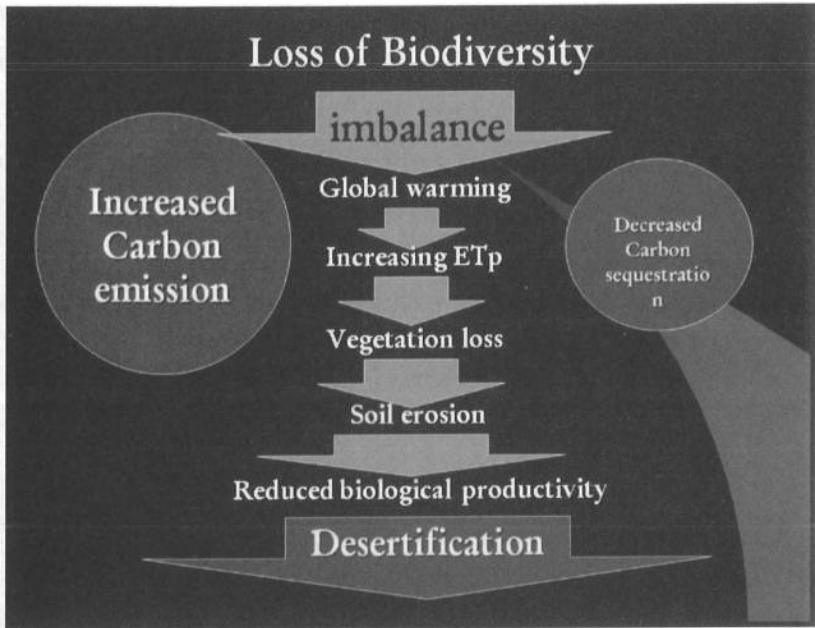 Loss of Biodiversity
imbalance
Increased
Carbon
emission
Global warming
Decreased
Carbon
sequestratio
n
Increasing ETp
Vegetation loss
Soil erosion
Reduced biological productivity
Desertification